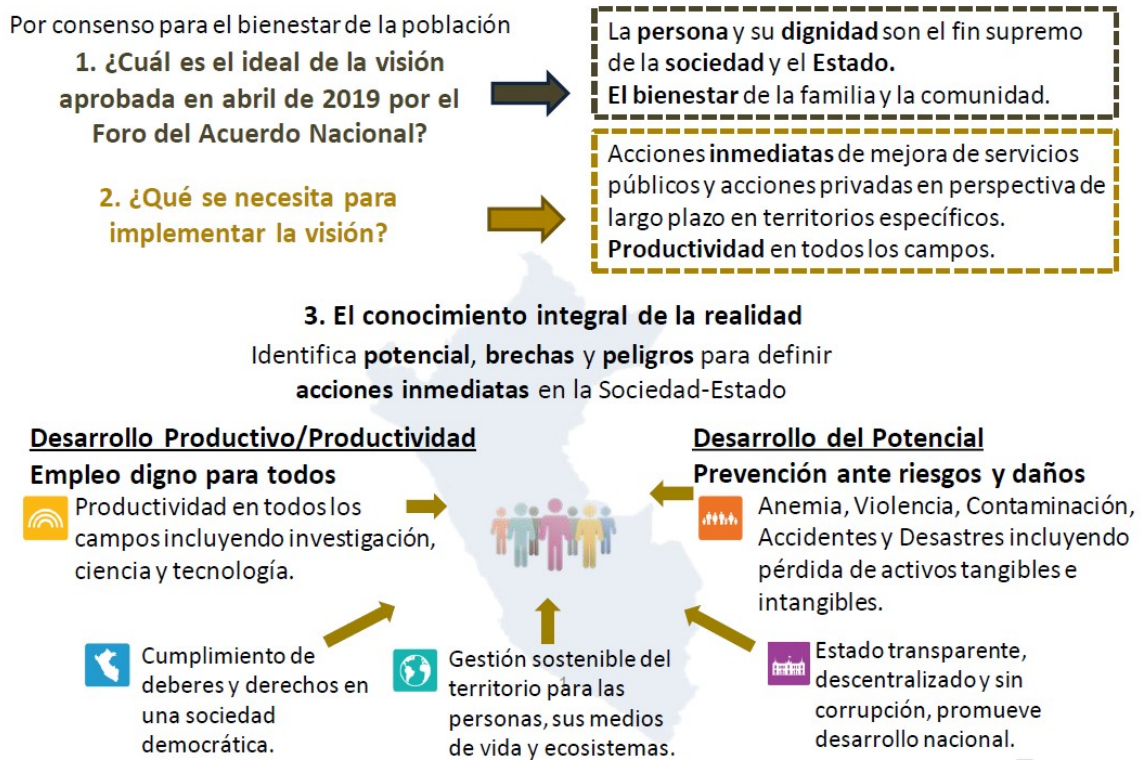 Por consenso para el bienestar de la población
1. ¿Cuál es el ideal de la visión
aprobada en abril de 2019 por el
Foro del Acuerdo Nacional?
La persona y su dignidad son el fin supremo
de la sociedad y el Estado.
El bienestar de la familia y la comunidad.
2. ¿Qué se necesita para
implementar la visión?
Acciones inmediatas de mejora de servicios
públicos y acciones privadas en perspectiva de
largo plazo en territorios específicos.
Productividad en todos los campos.
3. El conocimiento integral de la realidad
Identifica potencial, brechas y peligros para definir
acciones inmediatas en la Sociedad-Estado
Desarrollo Productivo/Productividad
Empleo digno para todos
Productividad en todos los
campos incluyendo investigación,
ciencia y tecnología.
Desarrollo del Potencial
Prevención ante riesgos y daños
Anemia, Violencia, Contaminación,
Accidentes y Desastres incluyendo
pérdida de activos tangibles e
intangibles.
Cumplimiento de
deberes y derechos en
una sociedad
democrática.
Gestión sostenible del
territorio para las
personas, sus medios
de vida y ecosistemas.
1
Estado transparente,
descentralizado y sin
corrupción, promueve
desarrollo nacional.